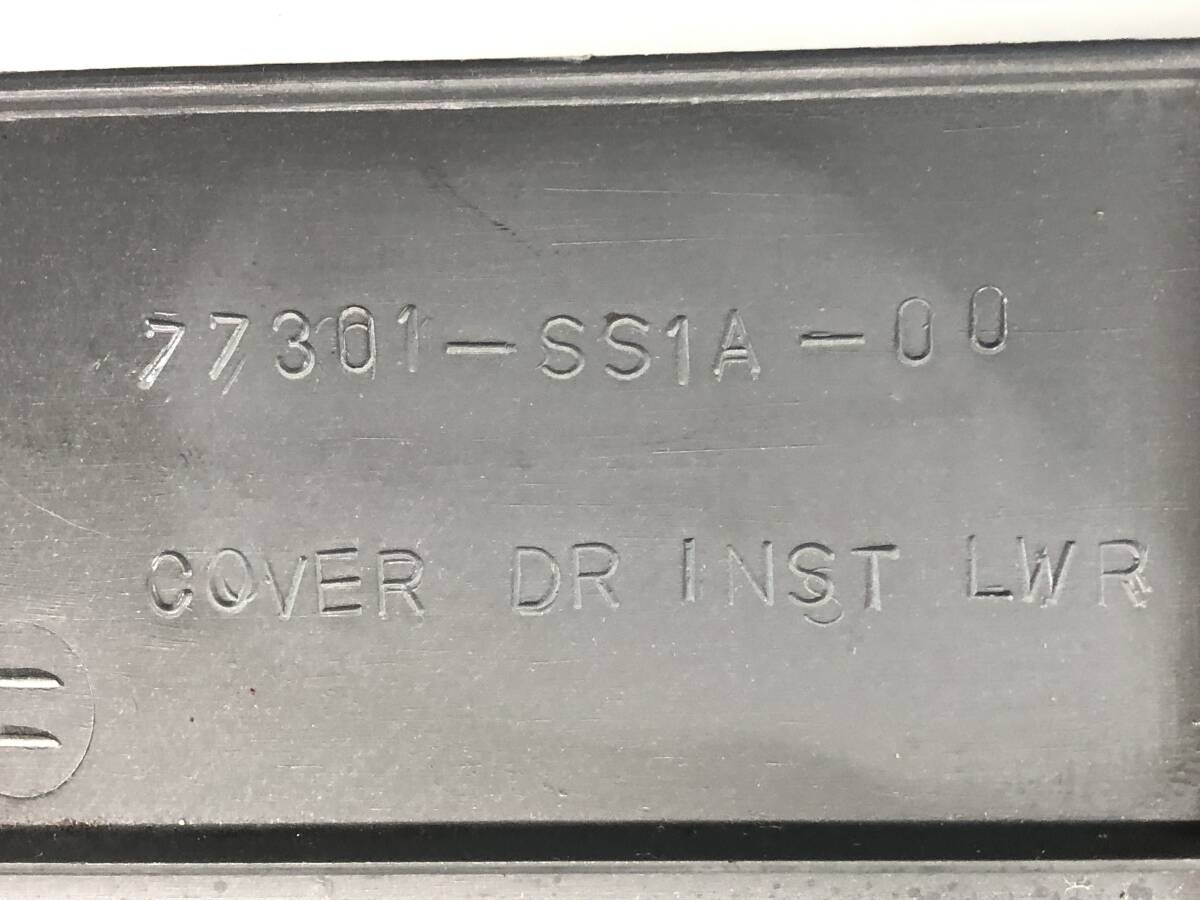 77301-SS1A-00
COVER DR INST LWR